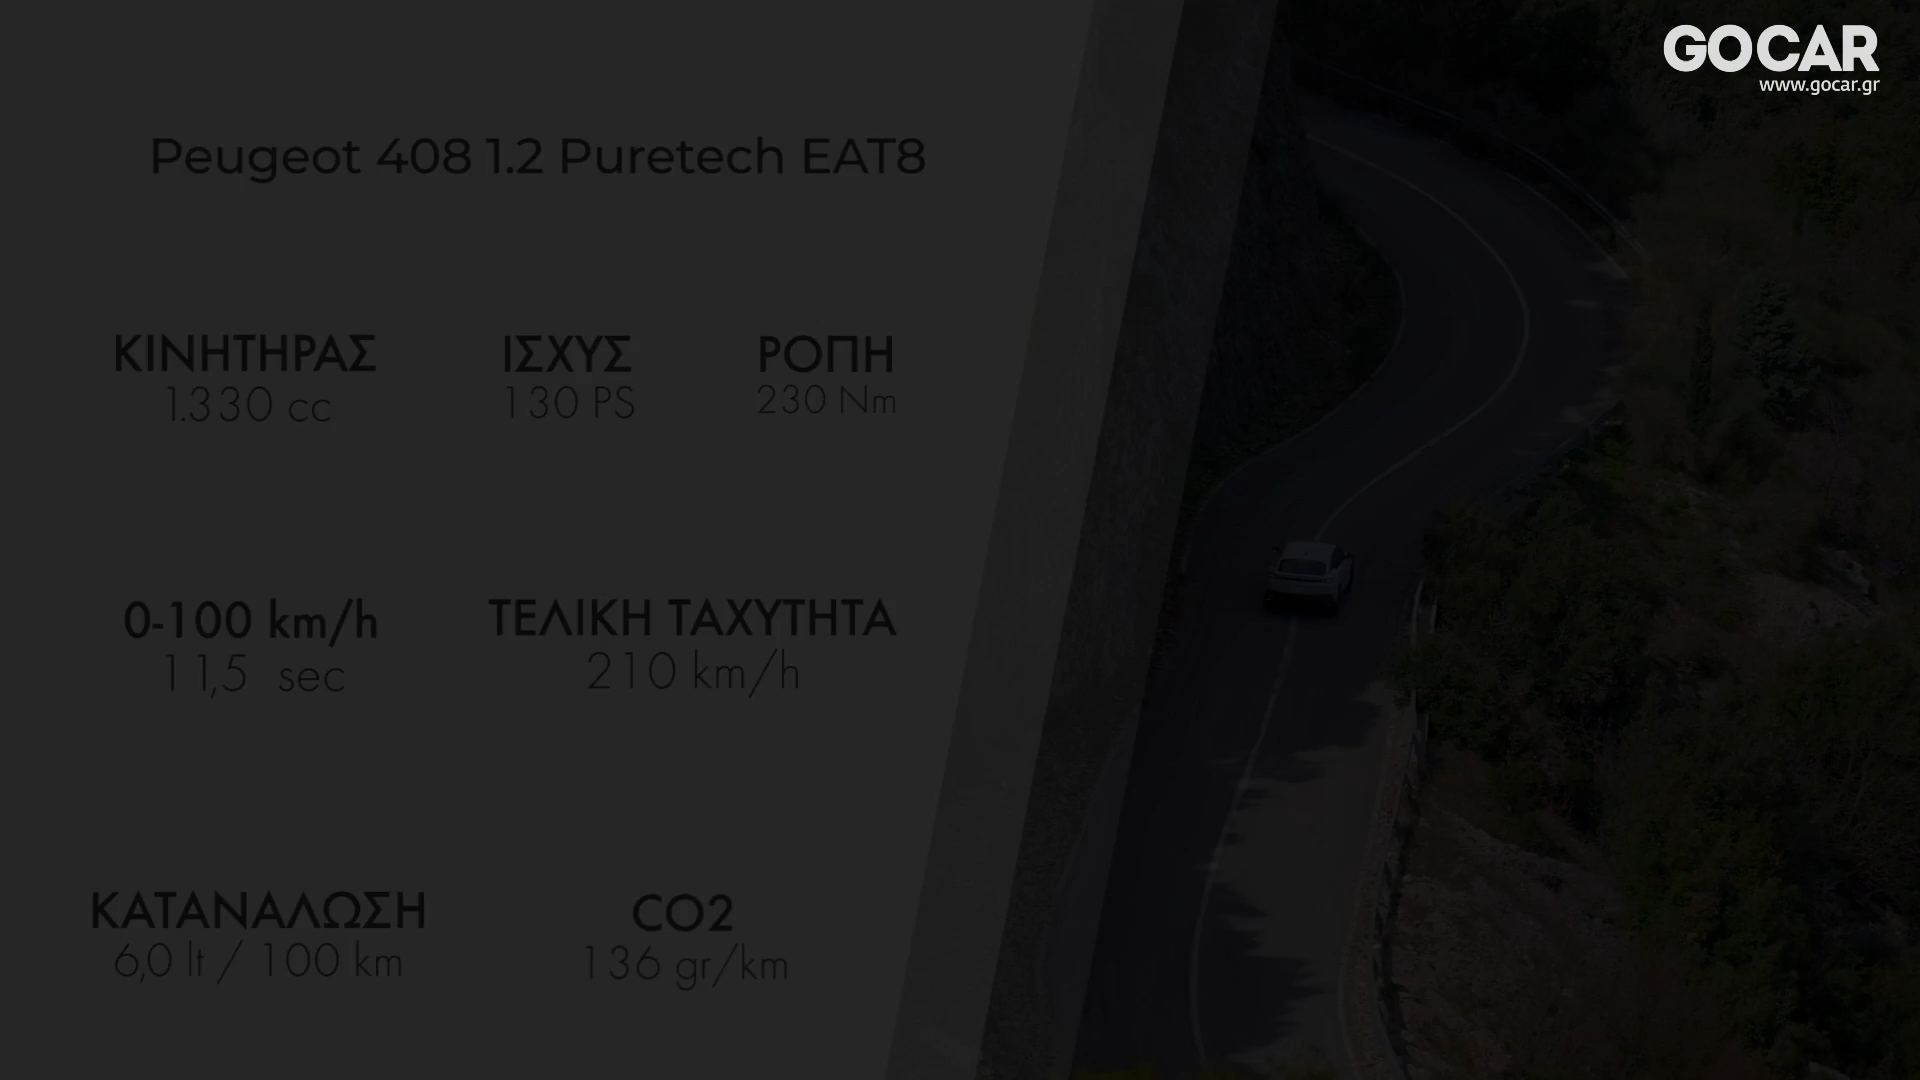 GOCAR
www.gocar.gr
Peugeot 408 1.2 Puretech EAT8
ΚΙΝΗΤΗΡΑΣ
1.330 cc
ΙΣΧΥΣ
130 PS
ΡΟΠΗ
230 Nm
0-100 km/h
11,5 sec
ΤΕΛΙΚΗ ΤΑΧΥΤΗΤΑ
210 km/h
ΚΑΤΑΝΑΛΩΣΗ
6,0 lt / 100 km
CO2
136 gr/km